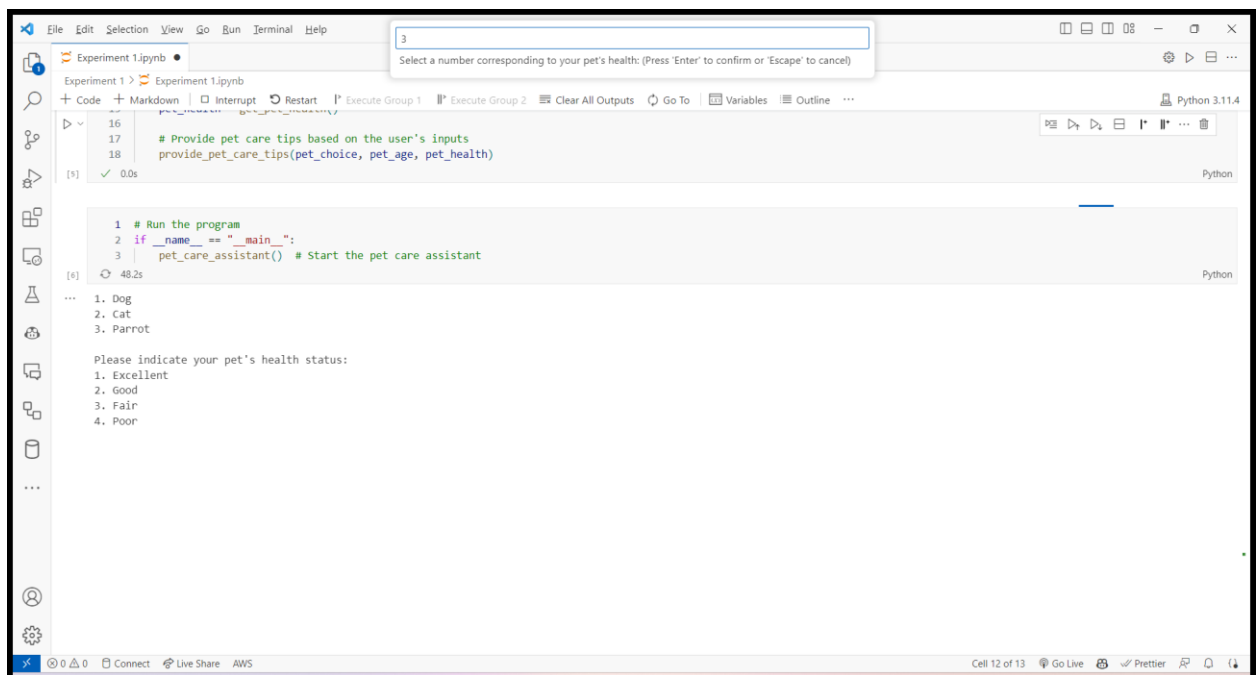 File Edit Selection View Go Run Terminal Help
3
Select a number corresponding to your pet's health: (Press 'Enter' to confirm or 'Escape' to cancel)
Experiment 1.ipynb
Experiment 1 > Experiment 1.ipynb
+ Code + Markdown Interrupt Restart Execute Group 1 Execute Group 2 Clear All Outputs Go To Variables Outline ...
Python 3.11.4
16
17 # Provide pet care tips based on the user's inputs
18 provide_pet_care_tips(pet_choice, pet_age, pet_health)
[5] 0.0s Python
1 # Run the program
2 if __name__ == "__main__":
3 pet_care_assistant() # Start the pet care assistant
[6] 48.2s Python
... 1. Dog
2. Cat
3. Parrot
Please indicate your pet's health status:
1. Excellent
2. Good
3. Fair
4. Poor
0 0 Connect Live Share AWS Cell 12 of 13 Go Live Prettier